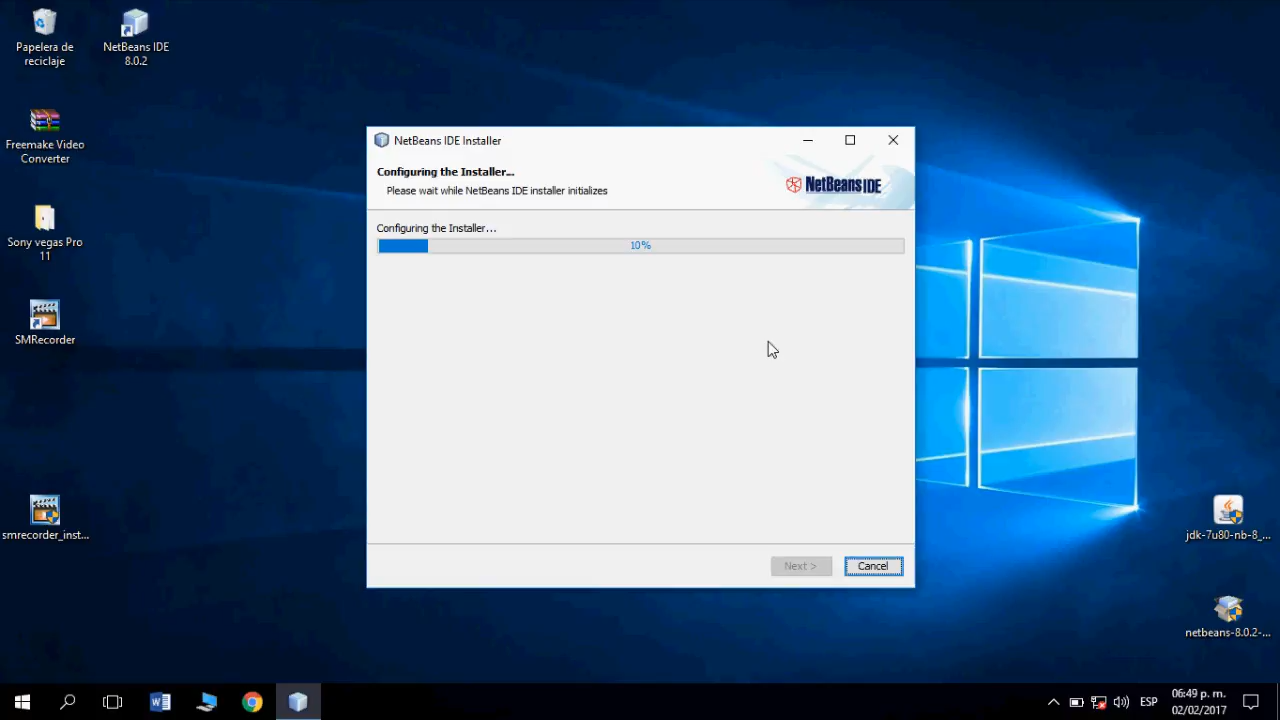 Papelera de
reciclaje
NetBeans IDE
8.0.2
Freemake Video
Converter
Sony vegas Pro
11
SMRecorder
smrecorder_inst...
NetBeans IDE Installer
Configuring the Installer...
Please wait while NetBeans IDE installer initializes
NetBeans IDE
Configuring the Installer...
10%
Next >
Cancel
jdk-7u80-nb-8_...
netbeans-8.0.2-...
ESP
06:49 p. m.
02/02/2017